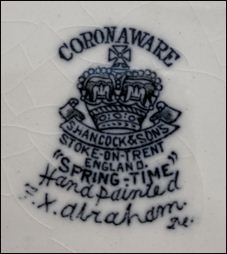 CORONAWARE
S.HANCOCK & SONS
STOKE-ON-TRENT
ENGLAND.
"SPRING-TIME"
Hand painted
F.X. abraham